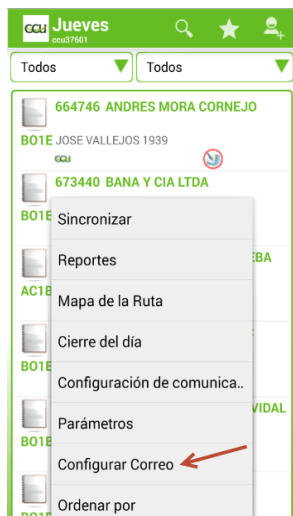 CCU Jueves
ccu37601
Todos Todos
664746 ANDRES MORA CORNEJO
BO1E JOSE VALLEJOS 1939
CCU
673440 BANA Y CIA LTDA
BO1E
Sincronizar
Reportes
EBA
AC1B
Mapa de la Ruta
Cierre del día
BO1E
Configuración de comunica..
Parámetros
VIDAL
BO1B
Configurar Correo
Ordenar por